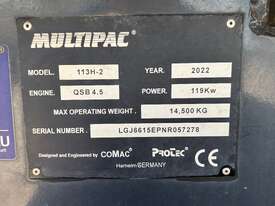 MULTIPAC®
MODEL. 113H-2 YEAR. 2022
ENGINE. QSB 4.5 POWER. 119Kw
MAX OPERATING WEIGHT. 14,500 KG
SERIAL NUMBER. LGJ6615EPNR057278
Designed and Engineered by COMAC® PROTEC®
Hameln/GERMANY
CE
U